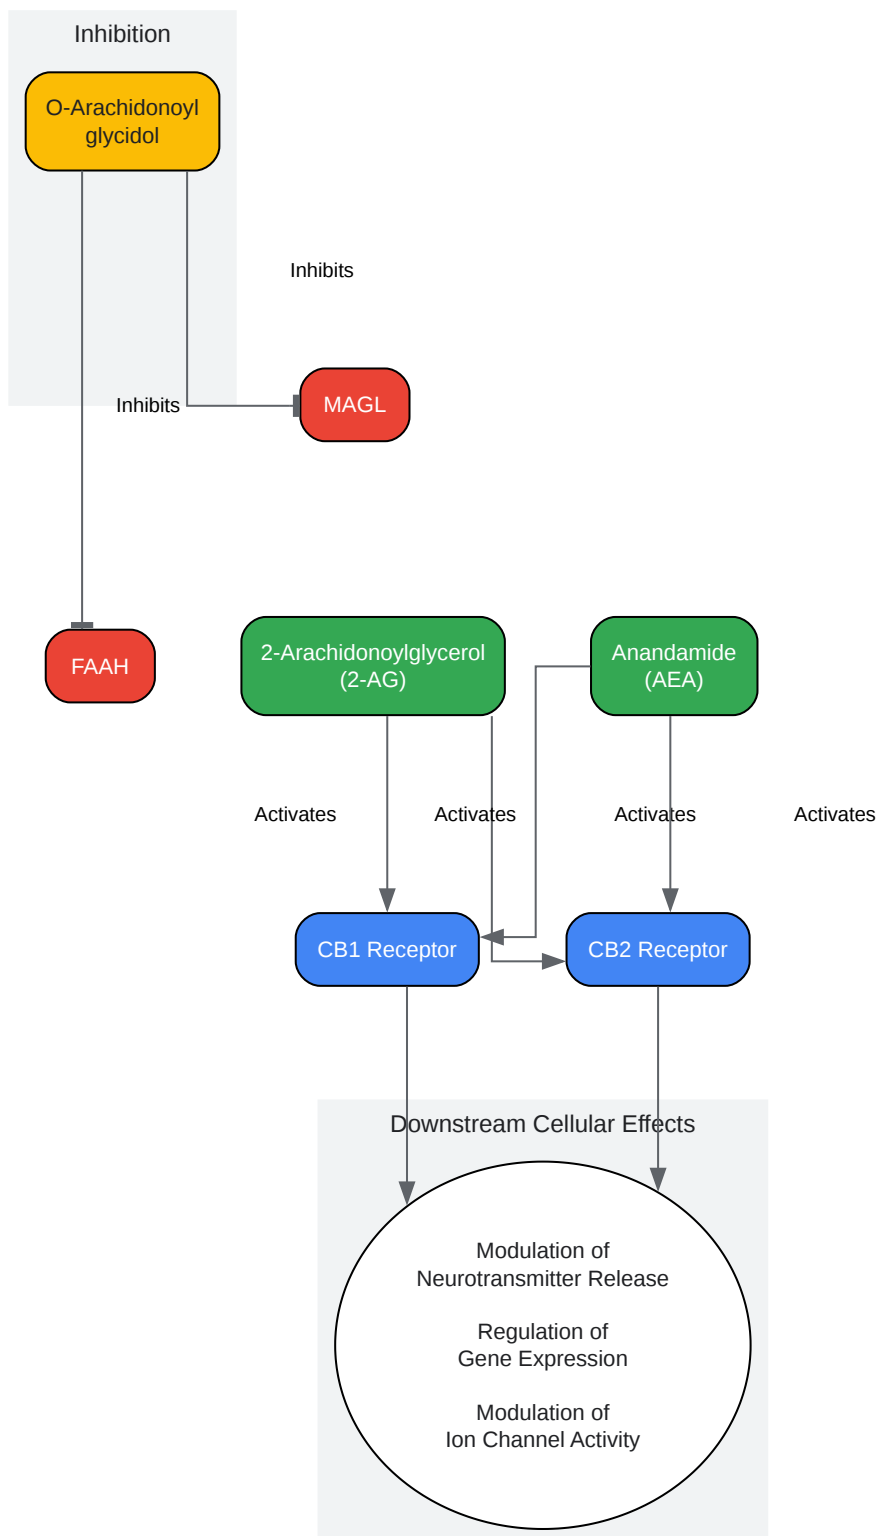 Inhibition
O-Arachidonoyl
glycidol
Inhibits
Inhibits
MAGL
FAAH
2-Arachidonoylglycerol
(2-AG)
Anandamide
(AEA)
Activates
Activates
Activates
Activates
CB1 Receptor
CB2 Receptor
Downstream Cellular Effects
Modulation of
Neurotransmitter Release
Regulation of
Gene Expression
Modulation of
Ion Channel Activity